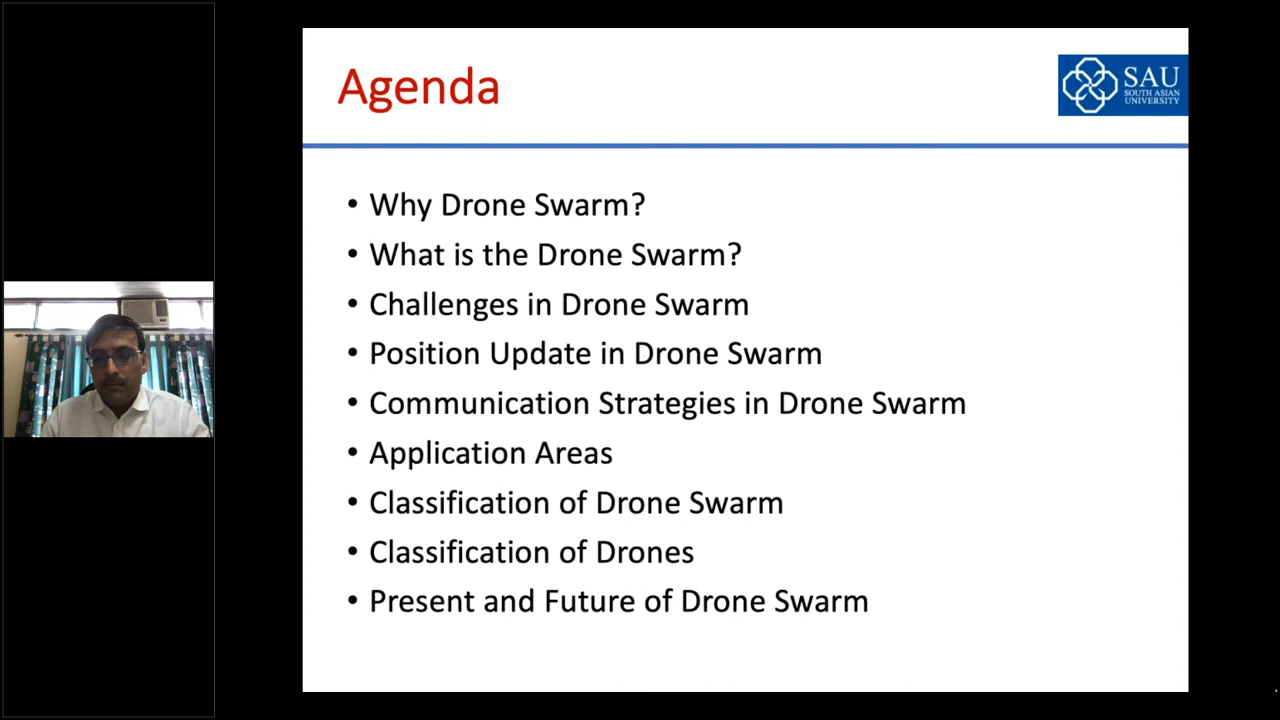 Agenda
SAU
SOUTH ASIAN
UNIVERSITY
• Why Drone Swarm?
• What is the Drone Swarm?
• Challenges in Drone Swarm
• Position Update in Drone Swarm
• Communication Strategies in Drone Swarm
• Application Areas
• Classification of Drone Swarm
• Classification of Drones
• Present and Future of Drone Swarm